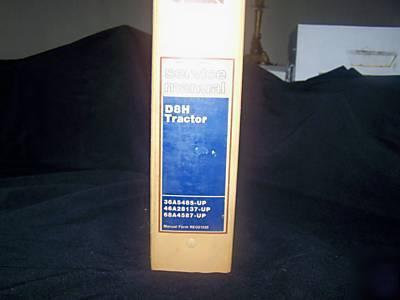 service
manual
D8H
Tractor
36A5485-UP
46A28137-UP
68A4587-UP
Manual Form